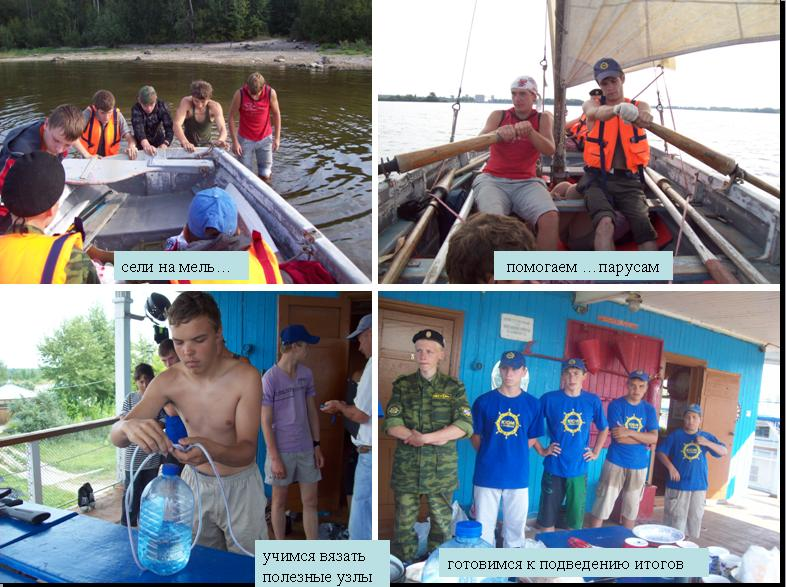 сели на мель…
помогаем …парусам
учимся вязать
полезные узлы
готовимся к подведению итогов